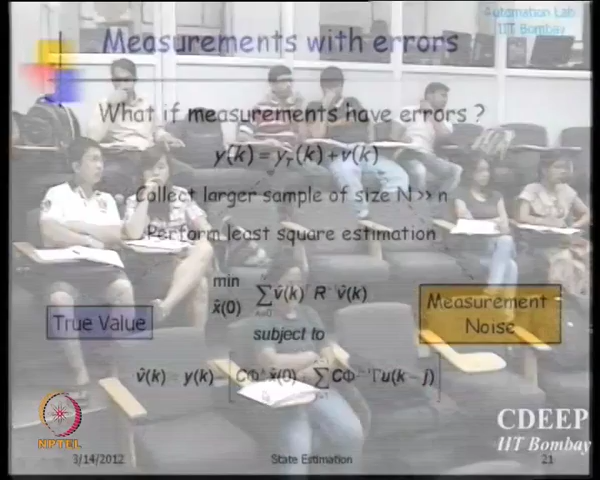 Automation Lab
IIT Bombay
Measurements with errors
What if measurements have errors ?
y(k) = y_T(k) + v(k)
Collect larger sample of size N >> n
Perform least square estimation
min
x̂(0)
subject to
True Value
Measurement
Noise
NPTEL
CDEEP
IIT Bombay
3/14/2012
State Estimation
21